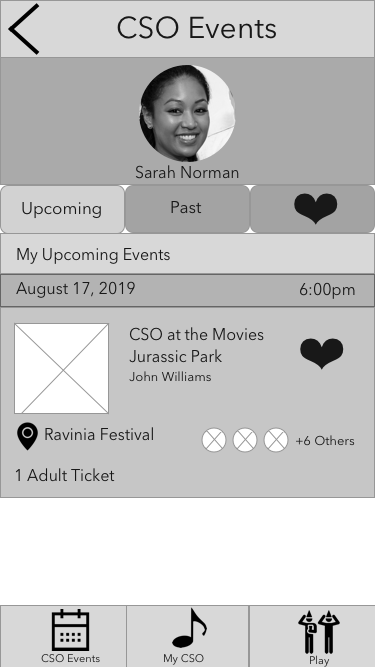 CSO Events
Sarah Norman
Upcoming
Past
My Upcoming Events
August 17, 2019
6:00pm
CSO at the Movies
Jurassic Park
John Williams
Ravinia Festival
+6 Others
1 Adult Ticket
CSO Events
My CSO
Play